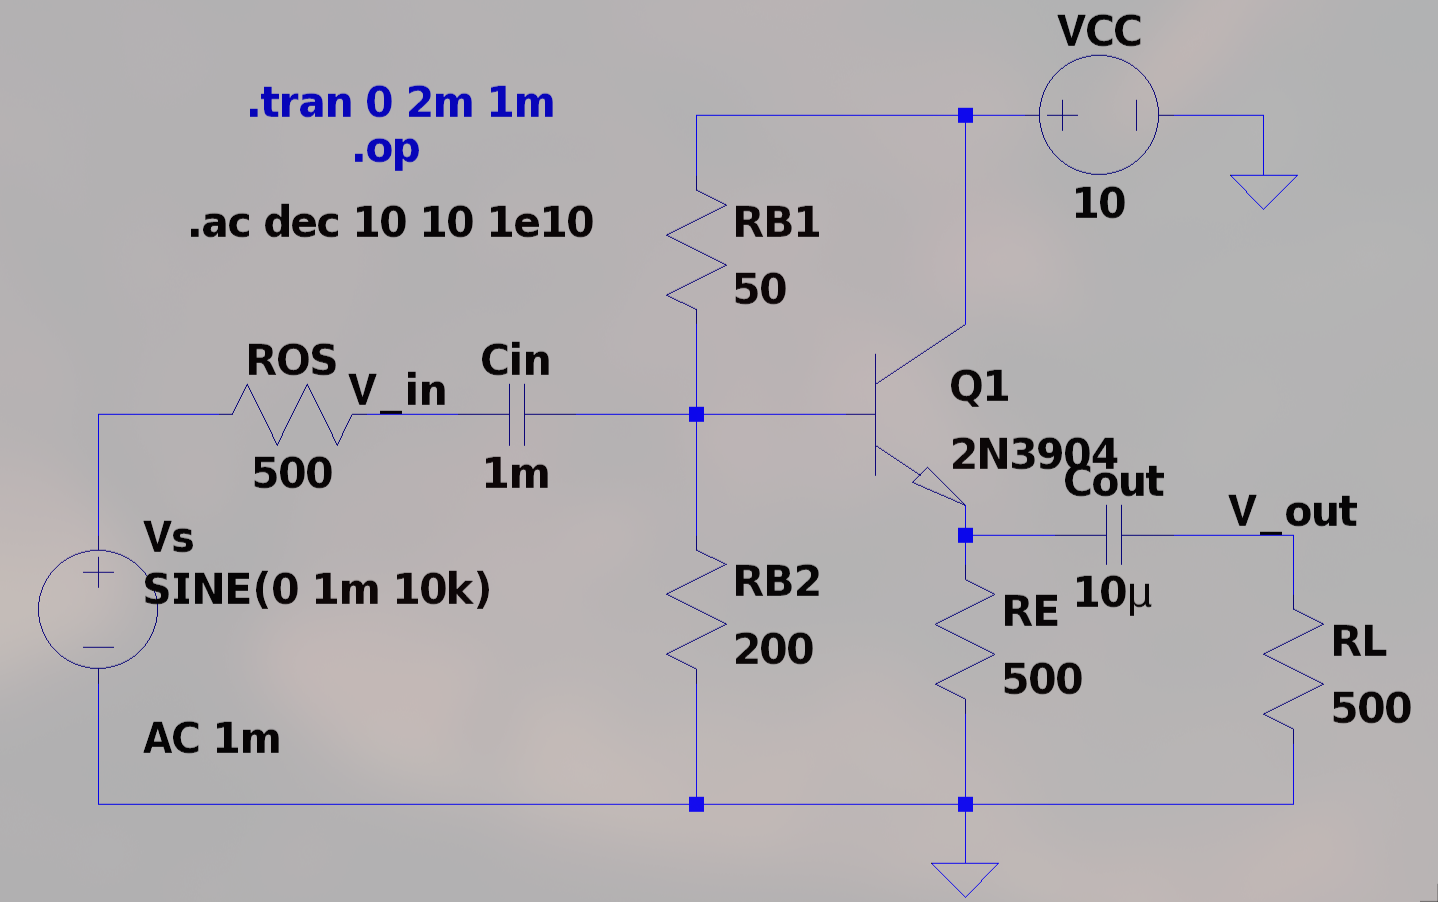 VCC
.tran 0 2m 1m
.op
10
.ac dec 10 10 1e10
RB1
50
ROS
V_in
Cin
Q1
500
1m
2N3904
Cout
V_out
Vs
SINE(0 1m 10k)
RB2
200
10µ
RE
500
RL
500
AC 1m